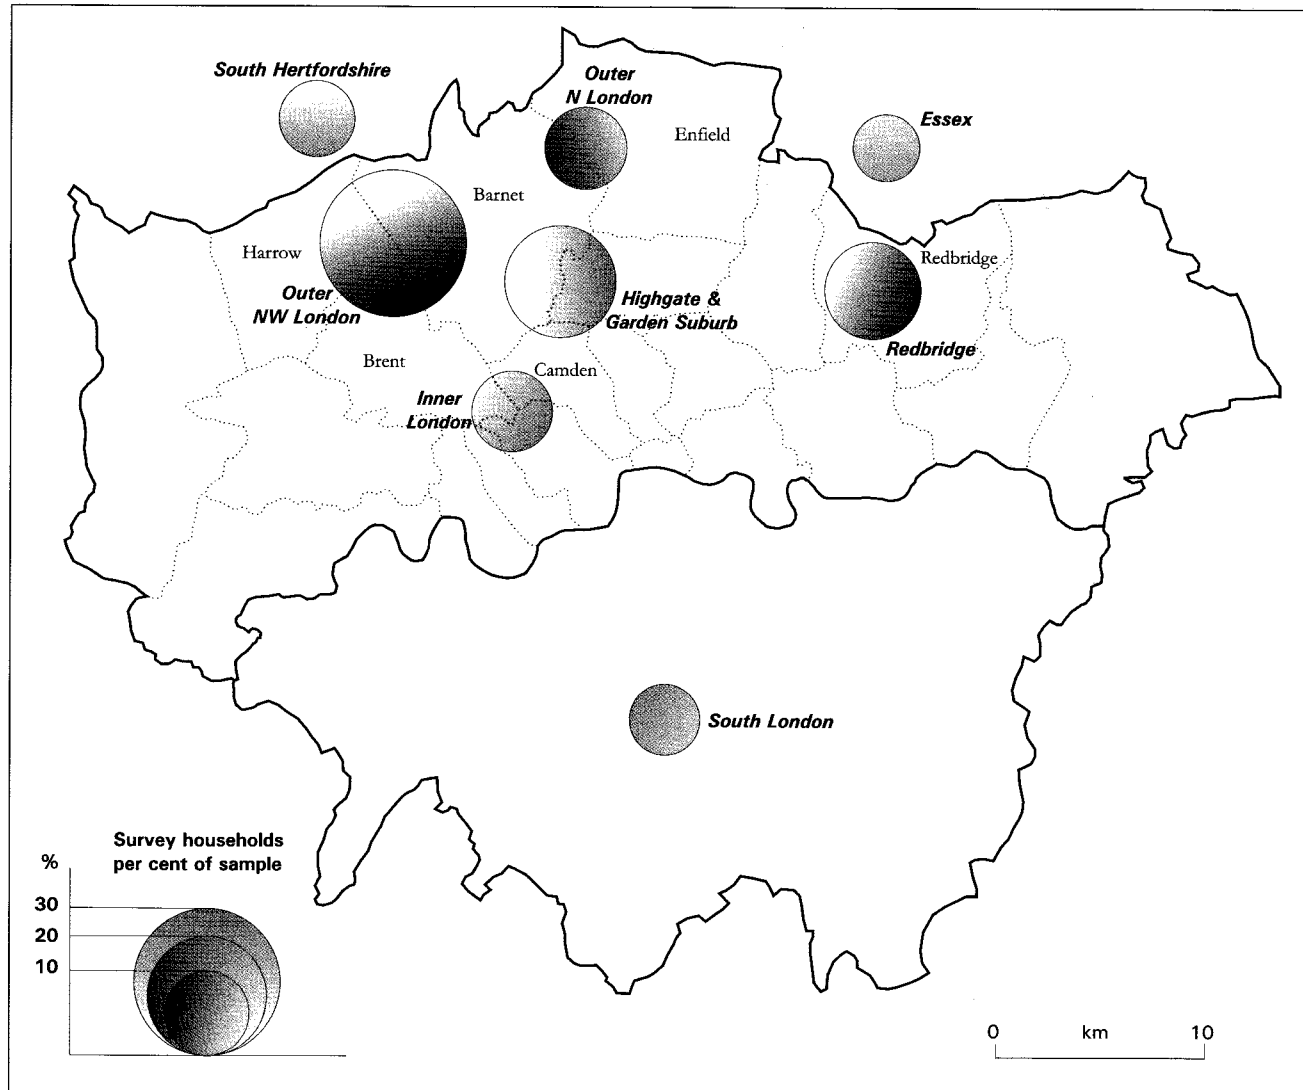 South Hertfordshire
Outer
N London
Enfield
Essex
Barnet
Harrow
Redbridge
Outer
NW London
Highgate &
Garden Suburb
Redbridge
Brent
Camden
Inner
London
South London
Survey households
per cent of sample
%
30
20
10
0 km 10